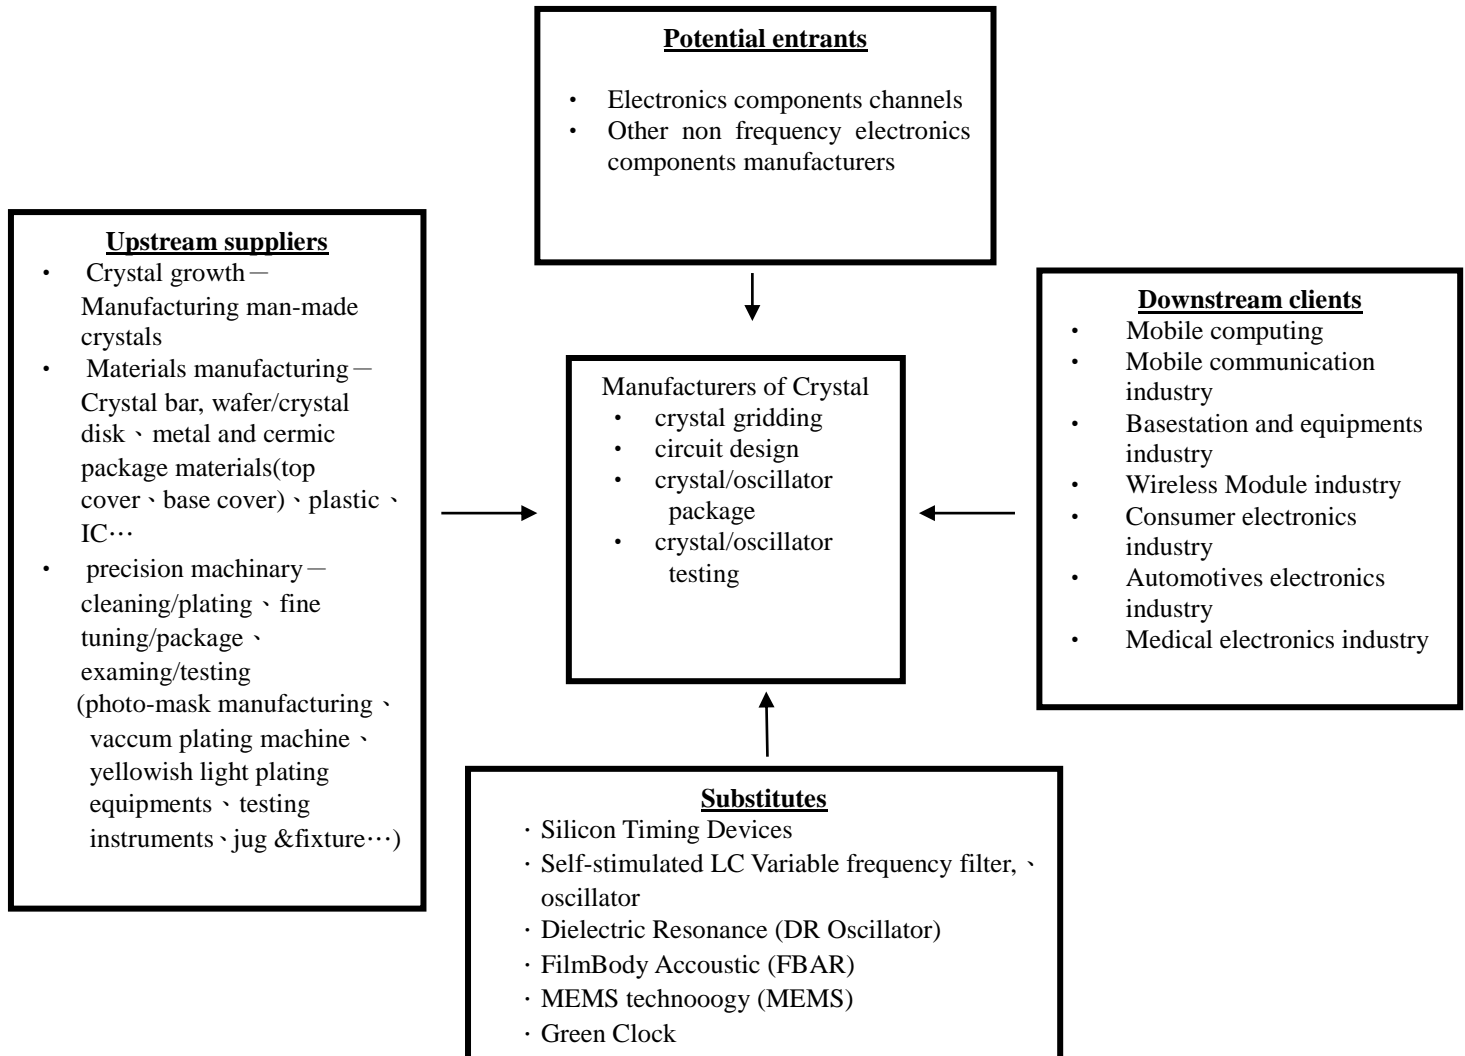 Potential entrants
・ Electronics components channels
・ Other non frequency electronics
components manufacturers
Upstream suppliers
・ Crystal growth－
Manufacturing man-made
crystals
・ Materials manufacturing－
Crystal bar, wafer/crystal
disk、metal and cermic
package materials(top
cover、base cover)、plastic、
IC⋯
・ precision machinary－
cleaning/plating、fine
tuning/package、
examing/testing
(photo-mask manufacturing、
vaccum plating machine、
yellowish light plating
equipments、testing
instruments、jug &fixture⋯)
Manufacturers of Crystal
・ crystal gridding
・ circuit design
・ crystal/oscillator
package
・ crystal/oscillator
testing
Downstream clients
・ Mobile computing
・ Mobile communication
industry
・ Basestation and equipments
industry
・ Wireless Module industry
・ Consumer electronics
industry
・ Automotives electronics
industry
・ Medical electronics industry
Substitutes
・Silicon Timing Devices
・Self-stimulated LC Variable frequency filter,、
oscillator
・Dielectric Resonance (DR Oscillator)
・FilmBody Accoustic (FBAR)
・MEMS technooogy (MEMS)
・Green Clock